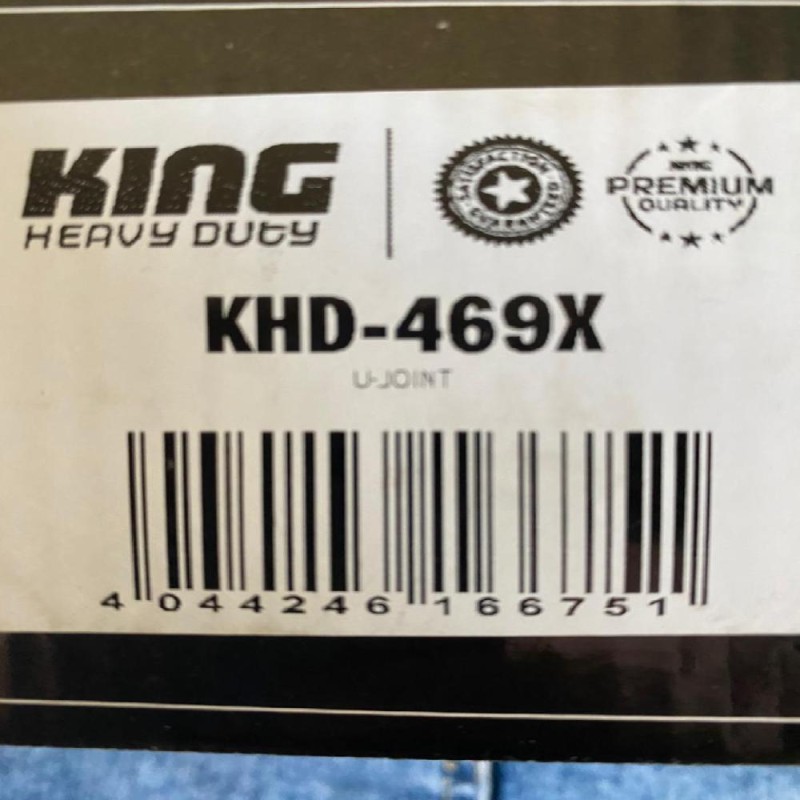 KING
HEAVY DUTY
SATISFACTION
GUARANTEED
PREMIUM
QUALITY
KHD-469X
U-JOINT
4 044246 166751